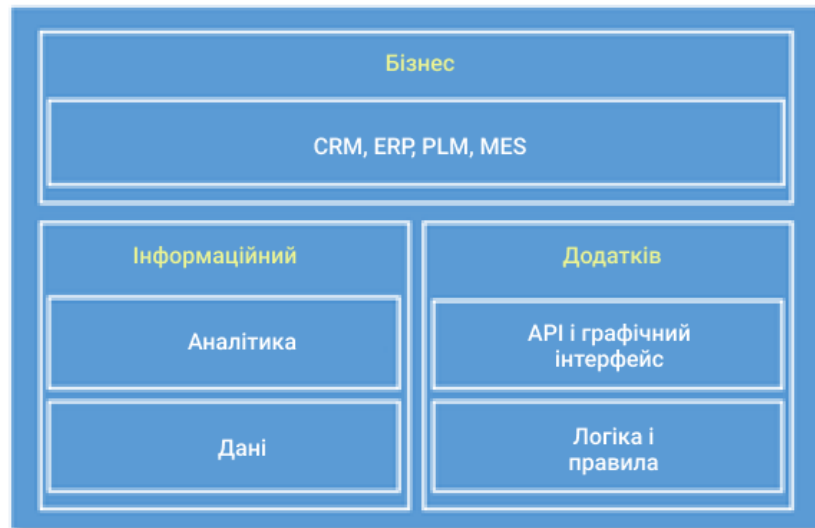 Бізнес
CRM, ERP, PLM, MES
Інформаційний
Аналітика
Дані
Додатків
API і графічний
інтерфейс
Логіка і
правила